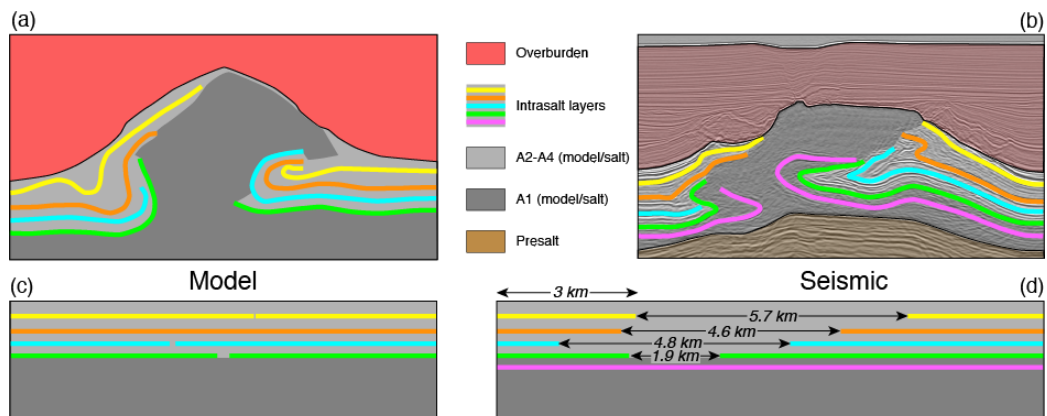 (a)
(b)
Overburden
Intrasalt layers
A2-A4 (model/salt)
A1 (model/salt)
Presalt
(c)
Model
Seismic
(d)
3 km
5.7 km
4.6 km
4.8 km
1.9 km